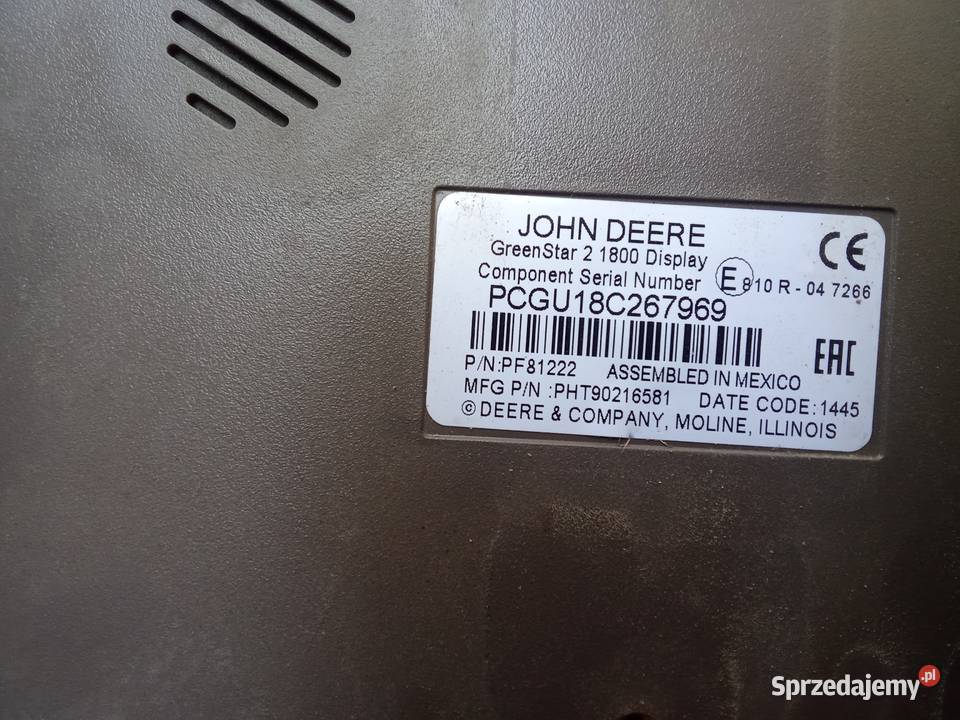 JOHN DEERE
GreenStar 2 1800 Display
CE
Component Serial Number
E 810 R - 04 7266
PCGU18C267969
EAC
P/N:PF81222 ASSEMBLED IN MEXICO
MFG P/N :PHT90216581 DATE CODE:1445
© DEERE & COMPANY, MOLINE, ILLINOIS
Sprzedajemy.pl